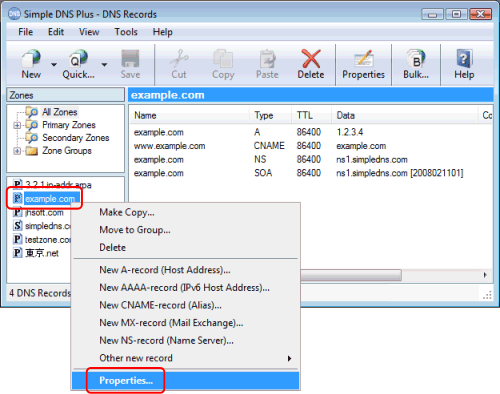 Simple DNS Plus - DNS Records
File Edit View Tools Help
New Quick... Save Cut Copy Paste Delete Properties Bulk... Help
Zones
All Zones
Primary Zones
Secondary Zones
Zone Groups
example.com
Name Type TTL Data Co
example.com A 86400 1.2.3.4
www.example.com CNAME 86400 example.com
example.com NS 86400 ns1.simpledns.com
example.com SOA 86400 ns1.simpledns.com [2008021101]
P 3.2.1.in-addr.arpa
P example.com
P jhsoft.com
S simpledns.com
P testzone.com
P 東京.net
4 DNS Records
Make Copy...
Move to Group...
Delete
New A-record (Host Address)...
New AAAA-record (IPv6 Host Address)...
New CNAME-record (Alias)...
New MX-record (Mail Exchange)...
New NS-record (Name Server)...
Other new record
Properties...